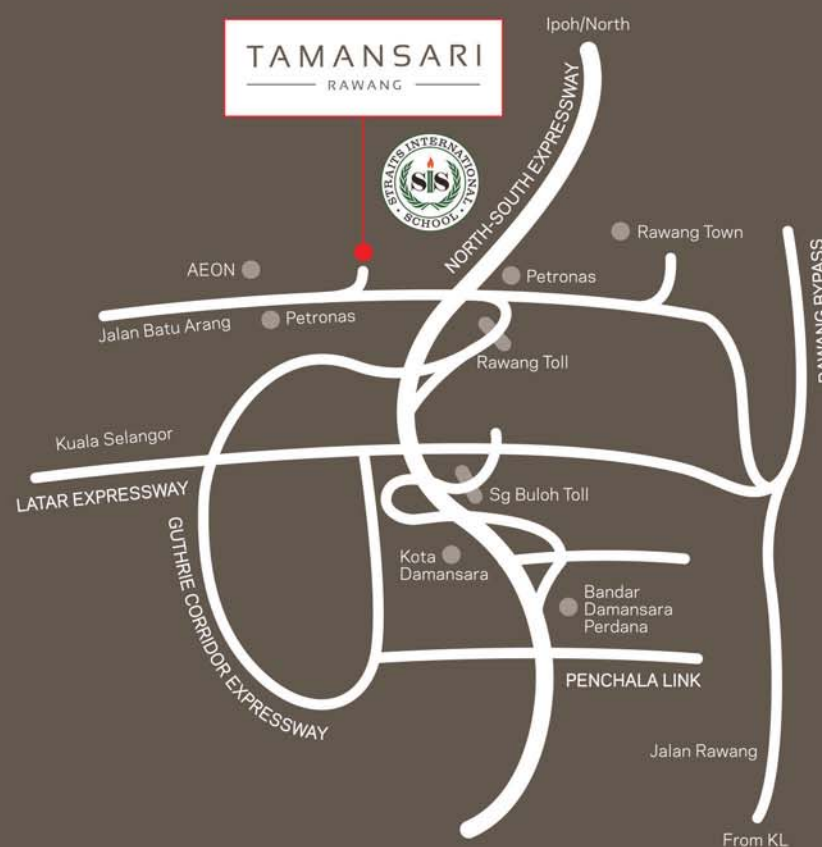 Ipoh/North
TAMANSARI
RAWANG
STRAITS INTERNATIONAL
SCHOOL
SIS
NORTH-SOUTH EXPRESSWAY
Rawang Town
AEON
Petronas
RAWANG BYPASS
Jalan Batu Arang
Petronas
Rawang Toll
Kuala Selangor
LATAR EXPRESSWAY
Sg Buloh Toll
GUTHRIE CORRIDOR EXPRESSWAY
Kota
Damansara
Bandar
Damansara
Perdana
PENCHALA LINK
Jalan Rawang
From KL